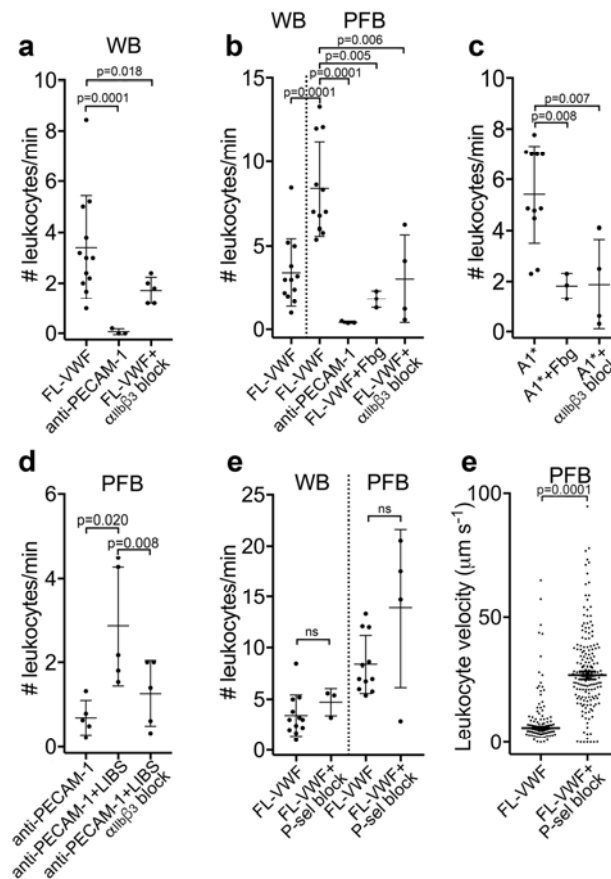 a
WB
# leukocytes/min
10
8
6
4
2
0
p=0.018
p=0.0001
FL-VWF
anti-PECAM-1
FL-VWF+
αIIbβ3 block
b
WB PFB
# leukocytes/min
15
10
5
0
p=0.006
p=0.005
p=0.0001
p=0.0001
FL-VWF
FL-VWF
anti-PECAM-1
FL-VWF+Fbg
FL-VWF+
αIIbβ3 block
c
# leukocytes/min
10
8
6
4
2
0
p=0.007
p=0.008
A1*
A1*+Fbg
A1*+
αIIbβ3 block
d
PFB
# leukocytes/min
6
4
2
0
p=0.020
p=0.008
anti-PECAM-1
anti-PECAM-1+LIBS
anti-PECAM-1+LIBS
αIIbβ3 block
e
WB PFB
# leukocytes/min
25
20
15
10
5
0
ns
ns
FL-VWF
FL-VWF+
P-sel block
FL-VWF
FL-VWF+
P-sel block
e
PFB
Leukocyte velocity (μm s⁻¹)
100
50
0
p=0.0001
FL-VWF
FL-VWF+
P-sel block